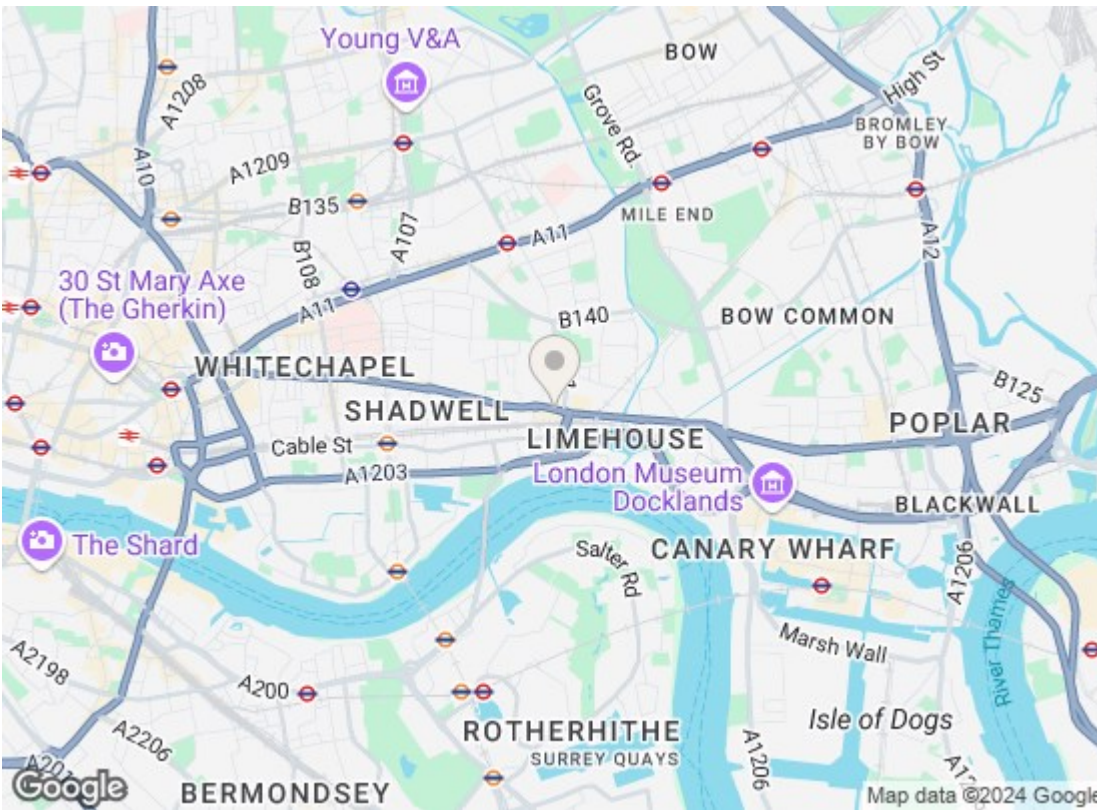 Young V&A
BOW
High St
Grove Rd.
A1208
BROMLEY
BY BOW
A10
A1209
B135
A107
MILE END
A11
A12
B108
30 St Mary Axe
(The Gherkin)
A11
B140
BOW COMMON
WHITECHAPEL
B125
SHADWELL
POPLAR
Cable St
LIMEHOUSE
A1203
London Museum
Docklands
BLACKWALL
The Shard
Salter Rd
CANARY WHARF
A1206
River Thames
Marsh Wall
A2198
A200
Isle of Dogs
ROTHERHITHE
SURREY QUAYS
A2206
A1206
BERMONDSEY
Google
Map data ©2024 Google